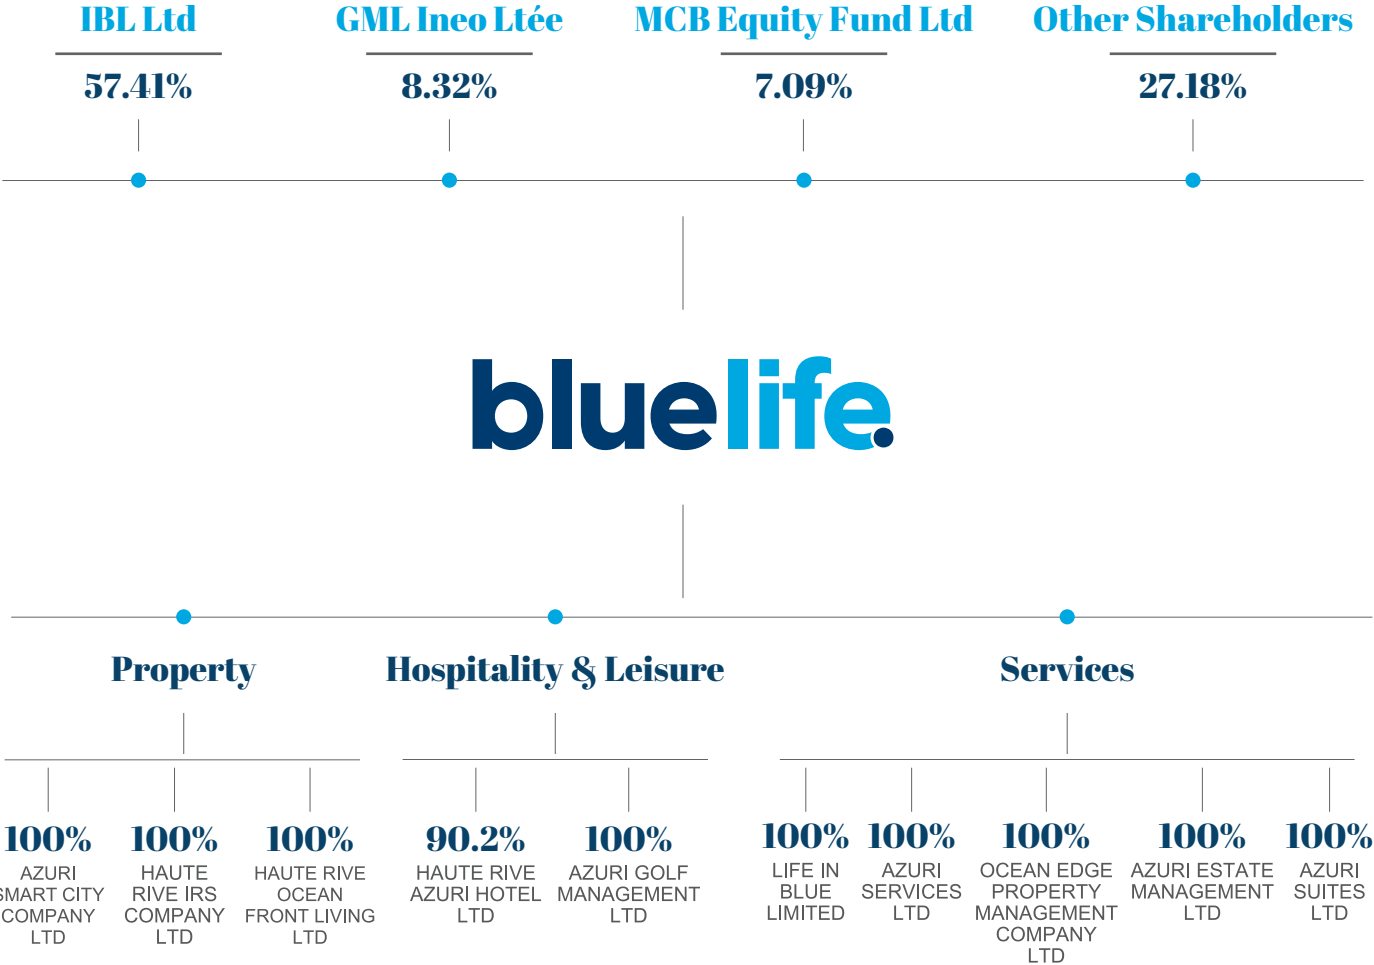 IBL Ltd
GML Ineo Ltée
MCB Equity Fund Ltd
Other Shareholders
57.41%
8.32%
7.09%
27.18%
bluelife.
Property
Hospitality & Leisure
Services
100%
AZURI
SMART CITY
COMPANY
LTD
100%
HAUTE
RIVE IRS
COMPANY
LTD
100%
HAUTE RIVE
OCEAN
FRONT LIVING
LTD
90.2%
HAUTE RIVE
AZURI HOTEL
LTD
100%
AZURI GOLF
MANAGEMENT
LTD
100%
LIFE IN
BLUE
LIMITED
100%
AZURI
SERVICES
LTD
100%
OCEAN EDGE
PROPERTY
MANAGEMENT
COMPANY
LTD
100%
AZURI ESTATE
MANAGEMENT
LTD
100%
AZURI
SUITES
LTD